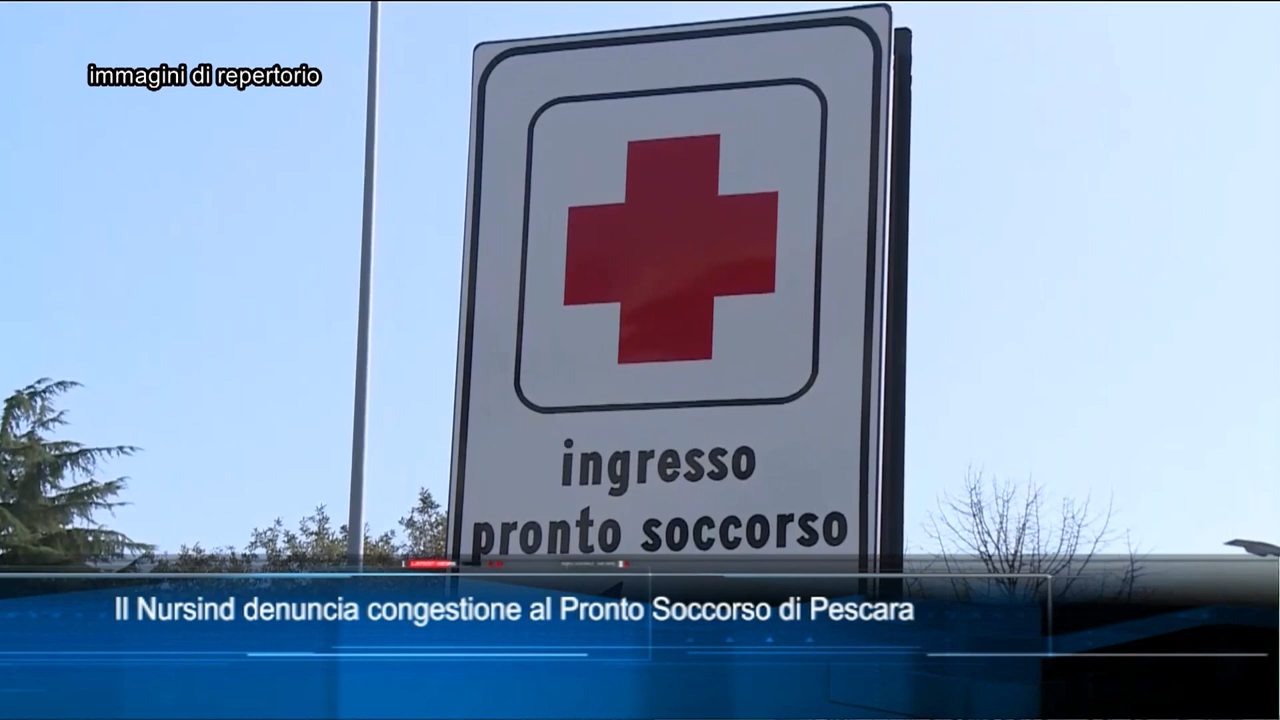 immagini di repertorio
ingresso
pronto soccorso
Il Nursind denuncia congestione al Pronto Soccorso di Pescara